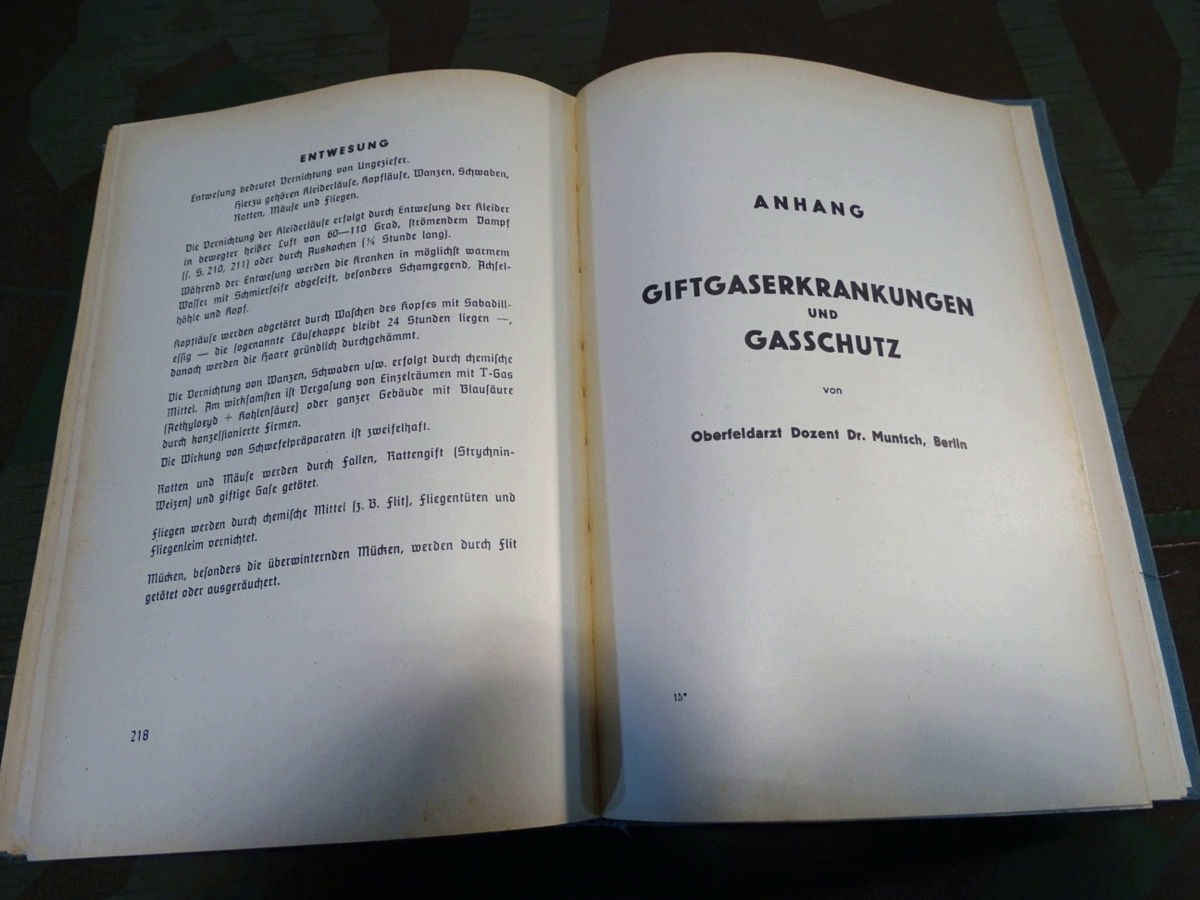 ENTWESUNG
Entwesung bedeutet Vernichtung von Ungeziefer.
Hierzu gehören Kleiderläuse, Kopfläuse, Wanzen, Schwaben,
Ratten, Mäuse und Fliegen.
Die Vernichtung der Kleiderläuse erfolgt durch Entwesung der Kleider
in bewegter heißer Luft von 60—110 Grad, strömendem Dampf
(s. S. 210, 211) oder durch Auskochen (¼ Stunde lang).
Während der Entwesung werden die Kranken in möglichst warmem
Wasser mit Schmierseife abgeseift, besonders Schamgegend, Achsel-
höhle und Kopf.
Kopfläuse werden abgetötet durch Waschen des Kopfes mit Sabadill-
essig — die sogenannte Läusekappe bleibt 24 Stunden liegen —,
danach werden die Haare gründlich durchgekämmt.
Die Vernichtung von Wanzen, Schwaben usw. erfolgt durch chemische
Mittel. Am wirksamsten ist Vergasung von Einzelräumen mit T-Gas
(Aethyloxyd + Kohlensäure) oder ganzer Gebäude mit Blausäure
durch konzessionierte Firmen.
Die Wirkung von Schwefelpräparaten ist zweifelhaft.
Ratten und Mäuse werden durch Fallen, Rattengift (Strychnin-
Weizen) und giftige Gase getötet.
Fliegen werden durch chemische Mittel (z. B. Flit), Fliegentüten und
Fliegenleim vernichtet.
Mücken, besonders die überwinternden Mücken, werden durch Flit
getötet oder ausgeräuchert.
218
ANHANG
GIFTGASERKRANKUNGEN
UND
GASSCHUTZ
von
Oberfeldarzt Dozent Dr. Muntsch, Berlin
15*